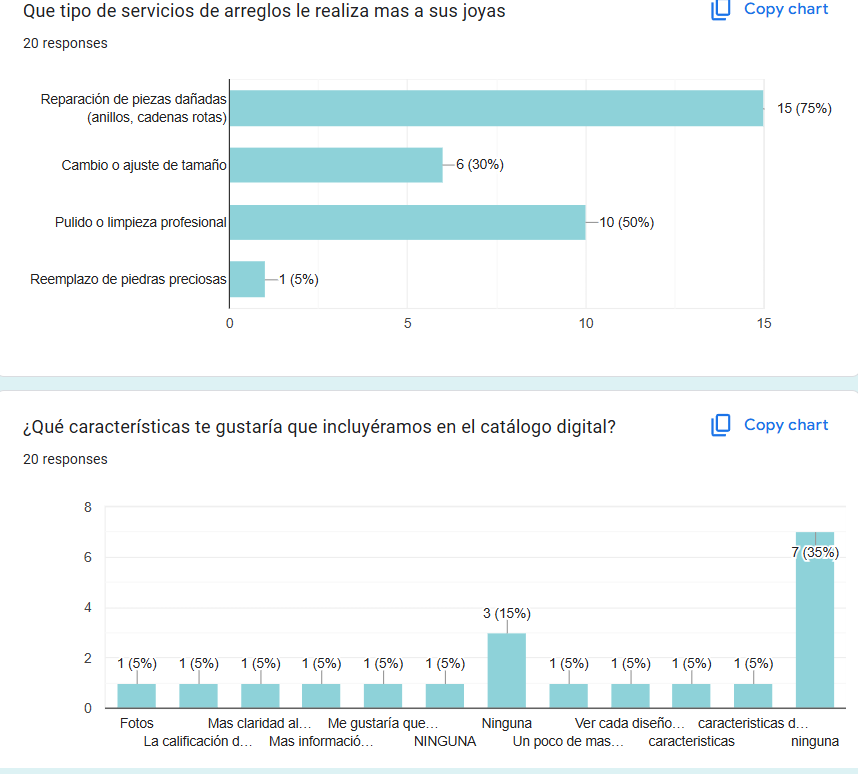 Que tipo de servicios de arreglos le realiza mas a sus joyas
Copy chart
20 responses
Reparación de piezas dañadas
(anillos, cadenas rotas)
15 (75%)
Cambio o ajuste de tamaño
6 (30%)
Pulido o limpieza profesional
10 (50%)
Reemplazo de piedras preciosas
1 (5%)
0
5
10
15
¿Qué características te gustaría que incluyéramos en el catálogo digital?
Copy chart
20 responses
8
6
4
2
0
1 (5%)
1 (5%)
1 (5%)
1 (5%)
1 (5%)
1 (5%)
3 (15%)
1 (5%)
1 (5%)
1 (5%)
1 (5%)
7 (35%)
Fotos
La calificación d…
Mas claridad al…
Mas informació…
Me gustaría que…
NINGUNA
Ninguna
Un poco de mas…
Ver cada diseño…
caracteristicas
caracteristicas d…
ninguna